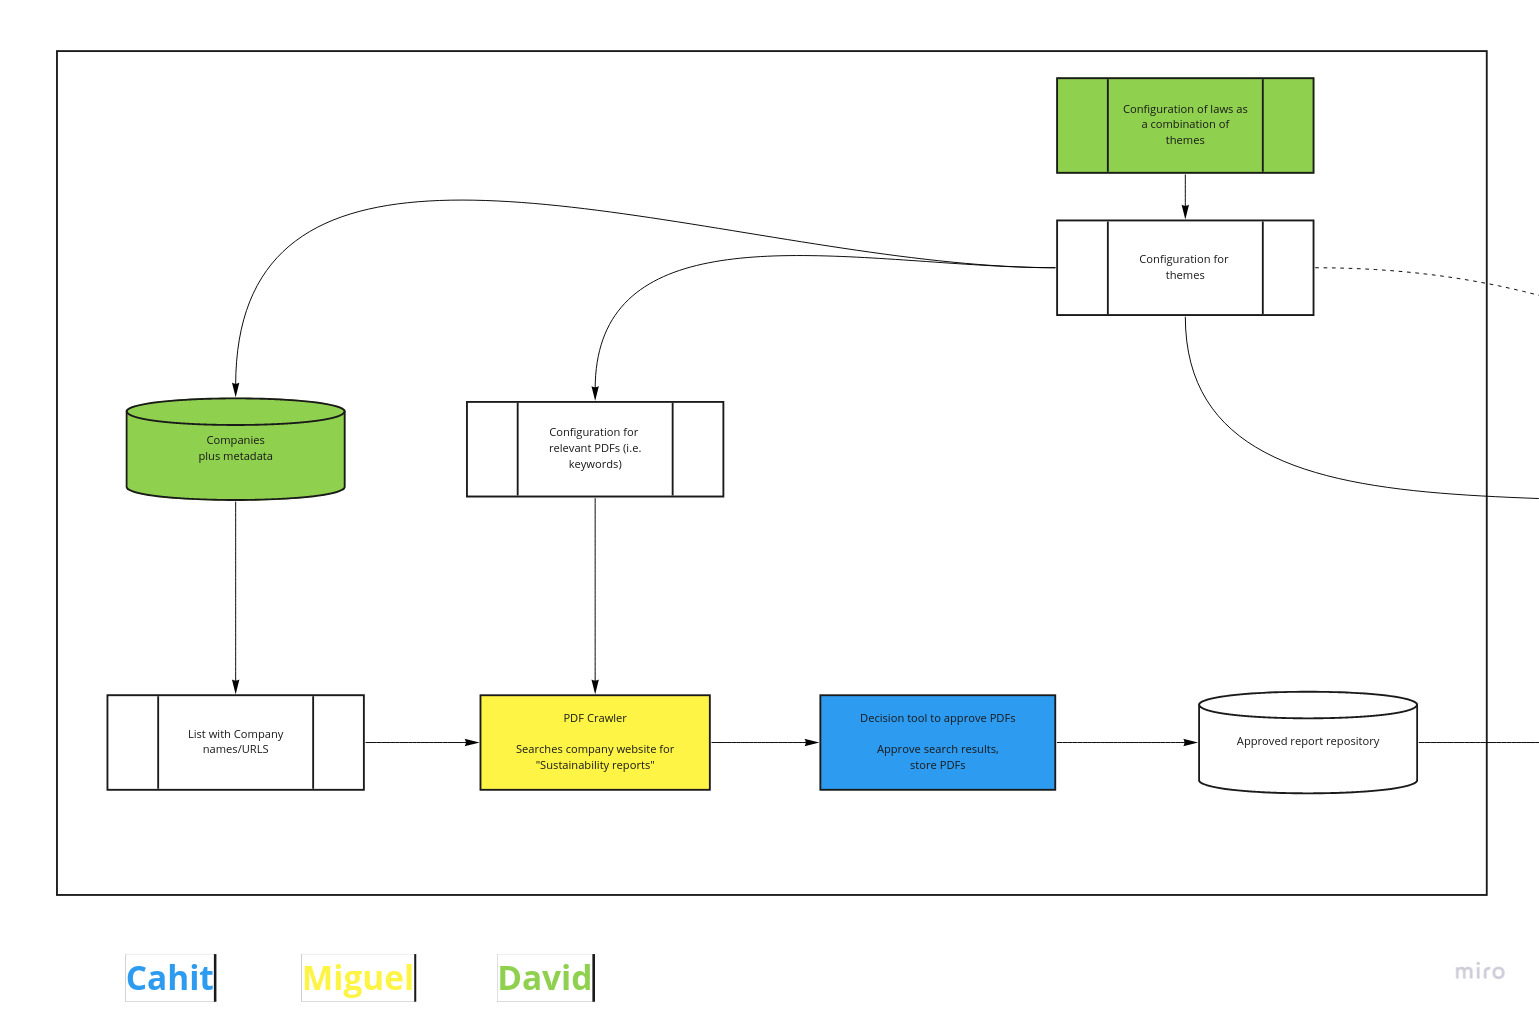 Configuration of laws as
a combination of
themes
Configuration for
themes
Companies
plus metadata
Configuration for
relevant PDFs (i.e.
keywords)
List with Company
names/URLS
PDF Crawler
Searches company website for
"Sustainability reports"
Decision tool to approve PDFs
Approve search results,
store PDFs
Approved report repository
Cahit
Miguel
David
miro